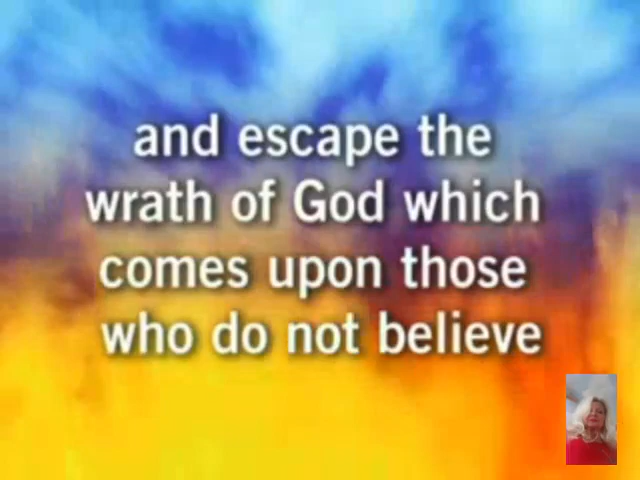 and escape the
wrath of God which
comes upon those
who do not believe